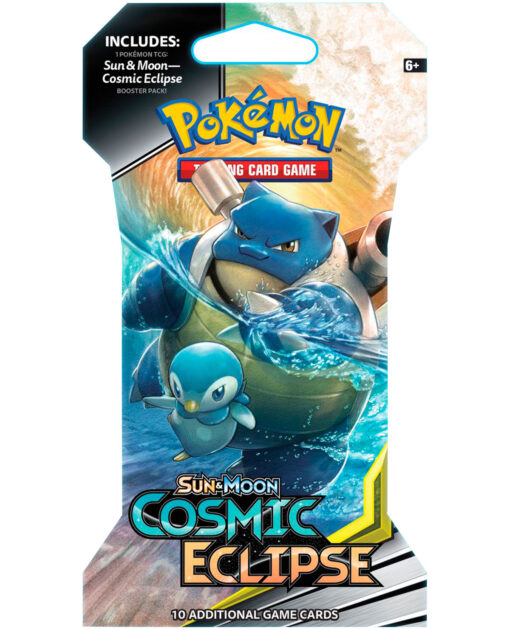 INCLUDES:
1 POKÉMON TCG:
Sun & Moon—
Cosmic Eclipse
BOOSTER PACK!
6+
POKéMON
TM
CARD GAME
SUN & MOON
COSMIC
ECLIPSE
10 ADDITIONAL GAME CARDS